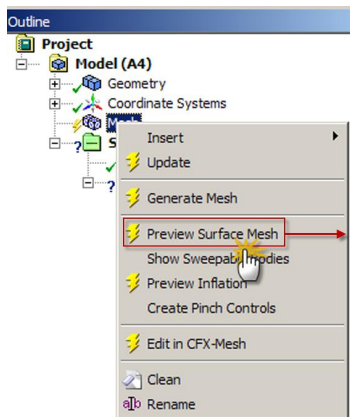 Outline
Project
Model (A4)
Geometry
Coordinate Systems
Mesh
S
Insert
Update
Generate Mesh
Preview Surface Mesh
Show Sweepable Bodies
Preview Inflation
Create Pinch Controls
Edit in CFX-Mesh
Clean
Rename